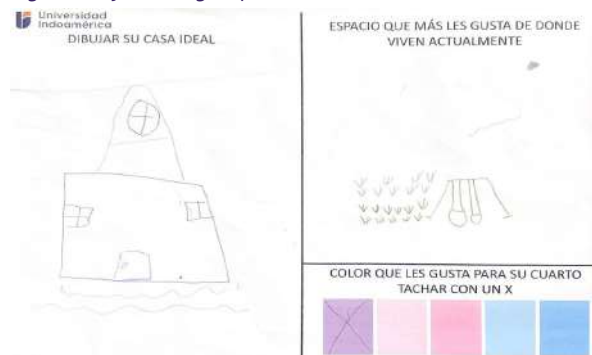 Universidad
Indoamérica
DIBUJAR SU CASA IDEAL
ESPACIO QUE MÁS LES GUSTA DE DONDE
VIVEN ACTUALMENTE
COLOR QUE LES GUSTA PARA SU CUARTO
TACHAR CON UN X